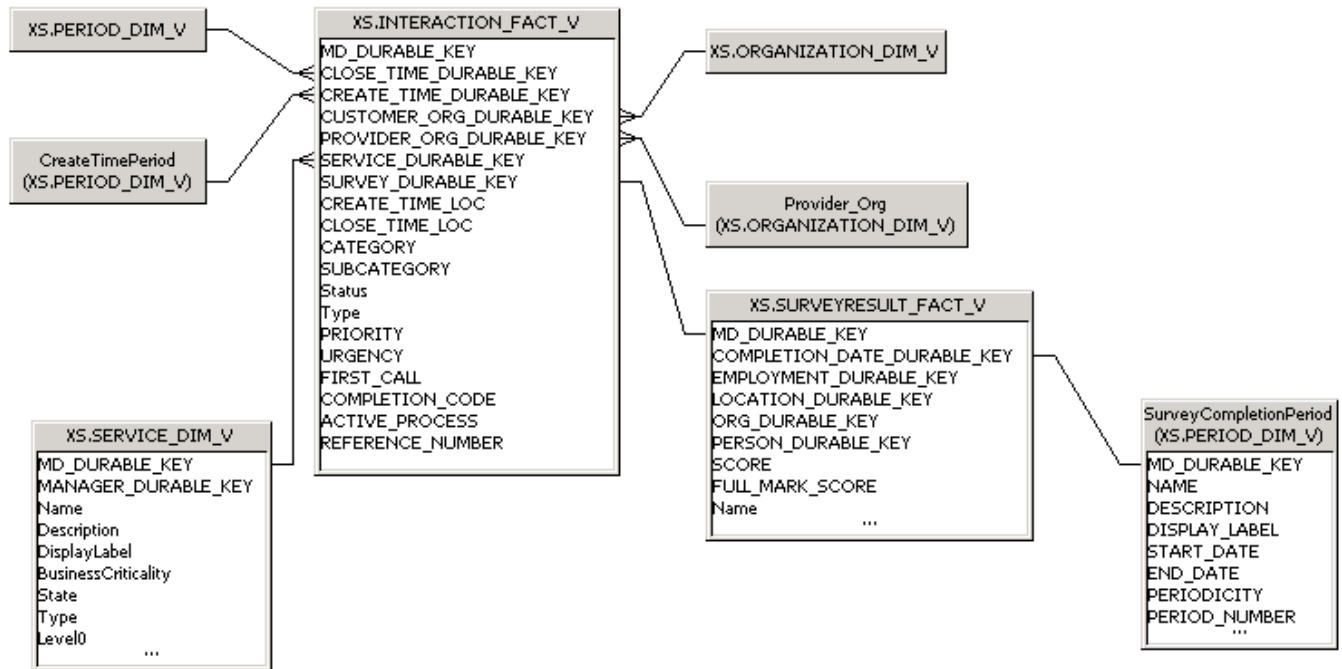 XS.PERIOD_DIM_V
CreateTimePeriod
(XS.PERIOD_DIM_V)
XS.INTERACTION_FACT_V
MD_DURABLE_KEY
CLOSE_TIME_DURABLE_KEY
CREATE_TIME_DURABLE_KEY
CUSTOMER_ORG_DURABLE_KEY
PROVIDER_ORG_DURABLE_KEY
SERVICE_DURABLE_KEY
SURVEY_DURABLE_KEY
CREATE_TIME_LOC
CLOSE_TIME_LOC
CATEGORY
SUBCATEGORY
Status
Type
PRIORITY
URGENCY
FIRST_CALL
COMPLETION_CODE
ACTIVE_PROCESS
REFERENCE_NUMBER
XS.ORGANIZATION_DIM_V
Provider_Org
(XS.ORGANIZATION_DIM_V)
XS.SERVICE_DIM_V
MD_DURABLE_KEY
MANAGER_DURABLE_KEY
Name
Description
DisplayLabel
BusinessCriticality
State
Type
Level0
...
XS.SURVEYRESULT_FACT_V
MD_DURABLE_KEY
COMPLETION_DATE_DURABLE_KEY
EMPLOYMENT_DURABLE_KEY
LOCATION_DURABLE_KEY
ORG_DURABLE_KEY
PERSON_DURABLE_KEY
SCORE
FULL_MARK_SCORE
Name
...
SurveyCompletionPeriod
(XS.PERIOD_DIM_V)
MD_DURABLE_KEY
NAME
DESCRIPTION
DISPLAY_LABEL
START_DATE
END_DATE
PERIODICITY
PERIOD_NUMBER
...